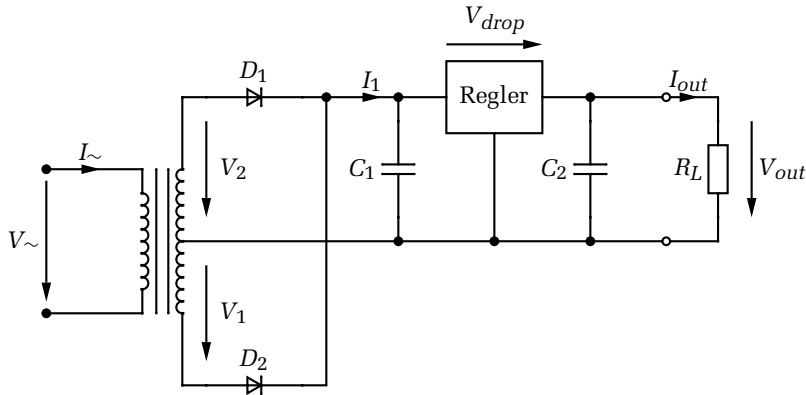 V_drop
D_1
I_1
Regler
I_out
I_~
V_2
C_1
C_2
R_L
V_out
V_~
V_1
D_2